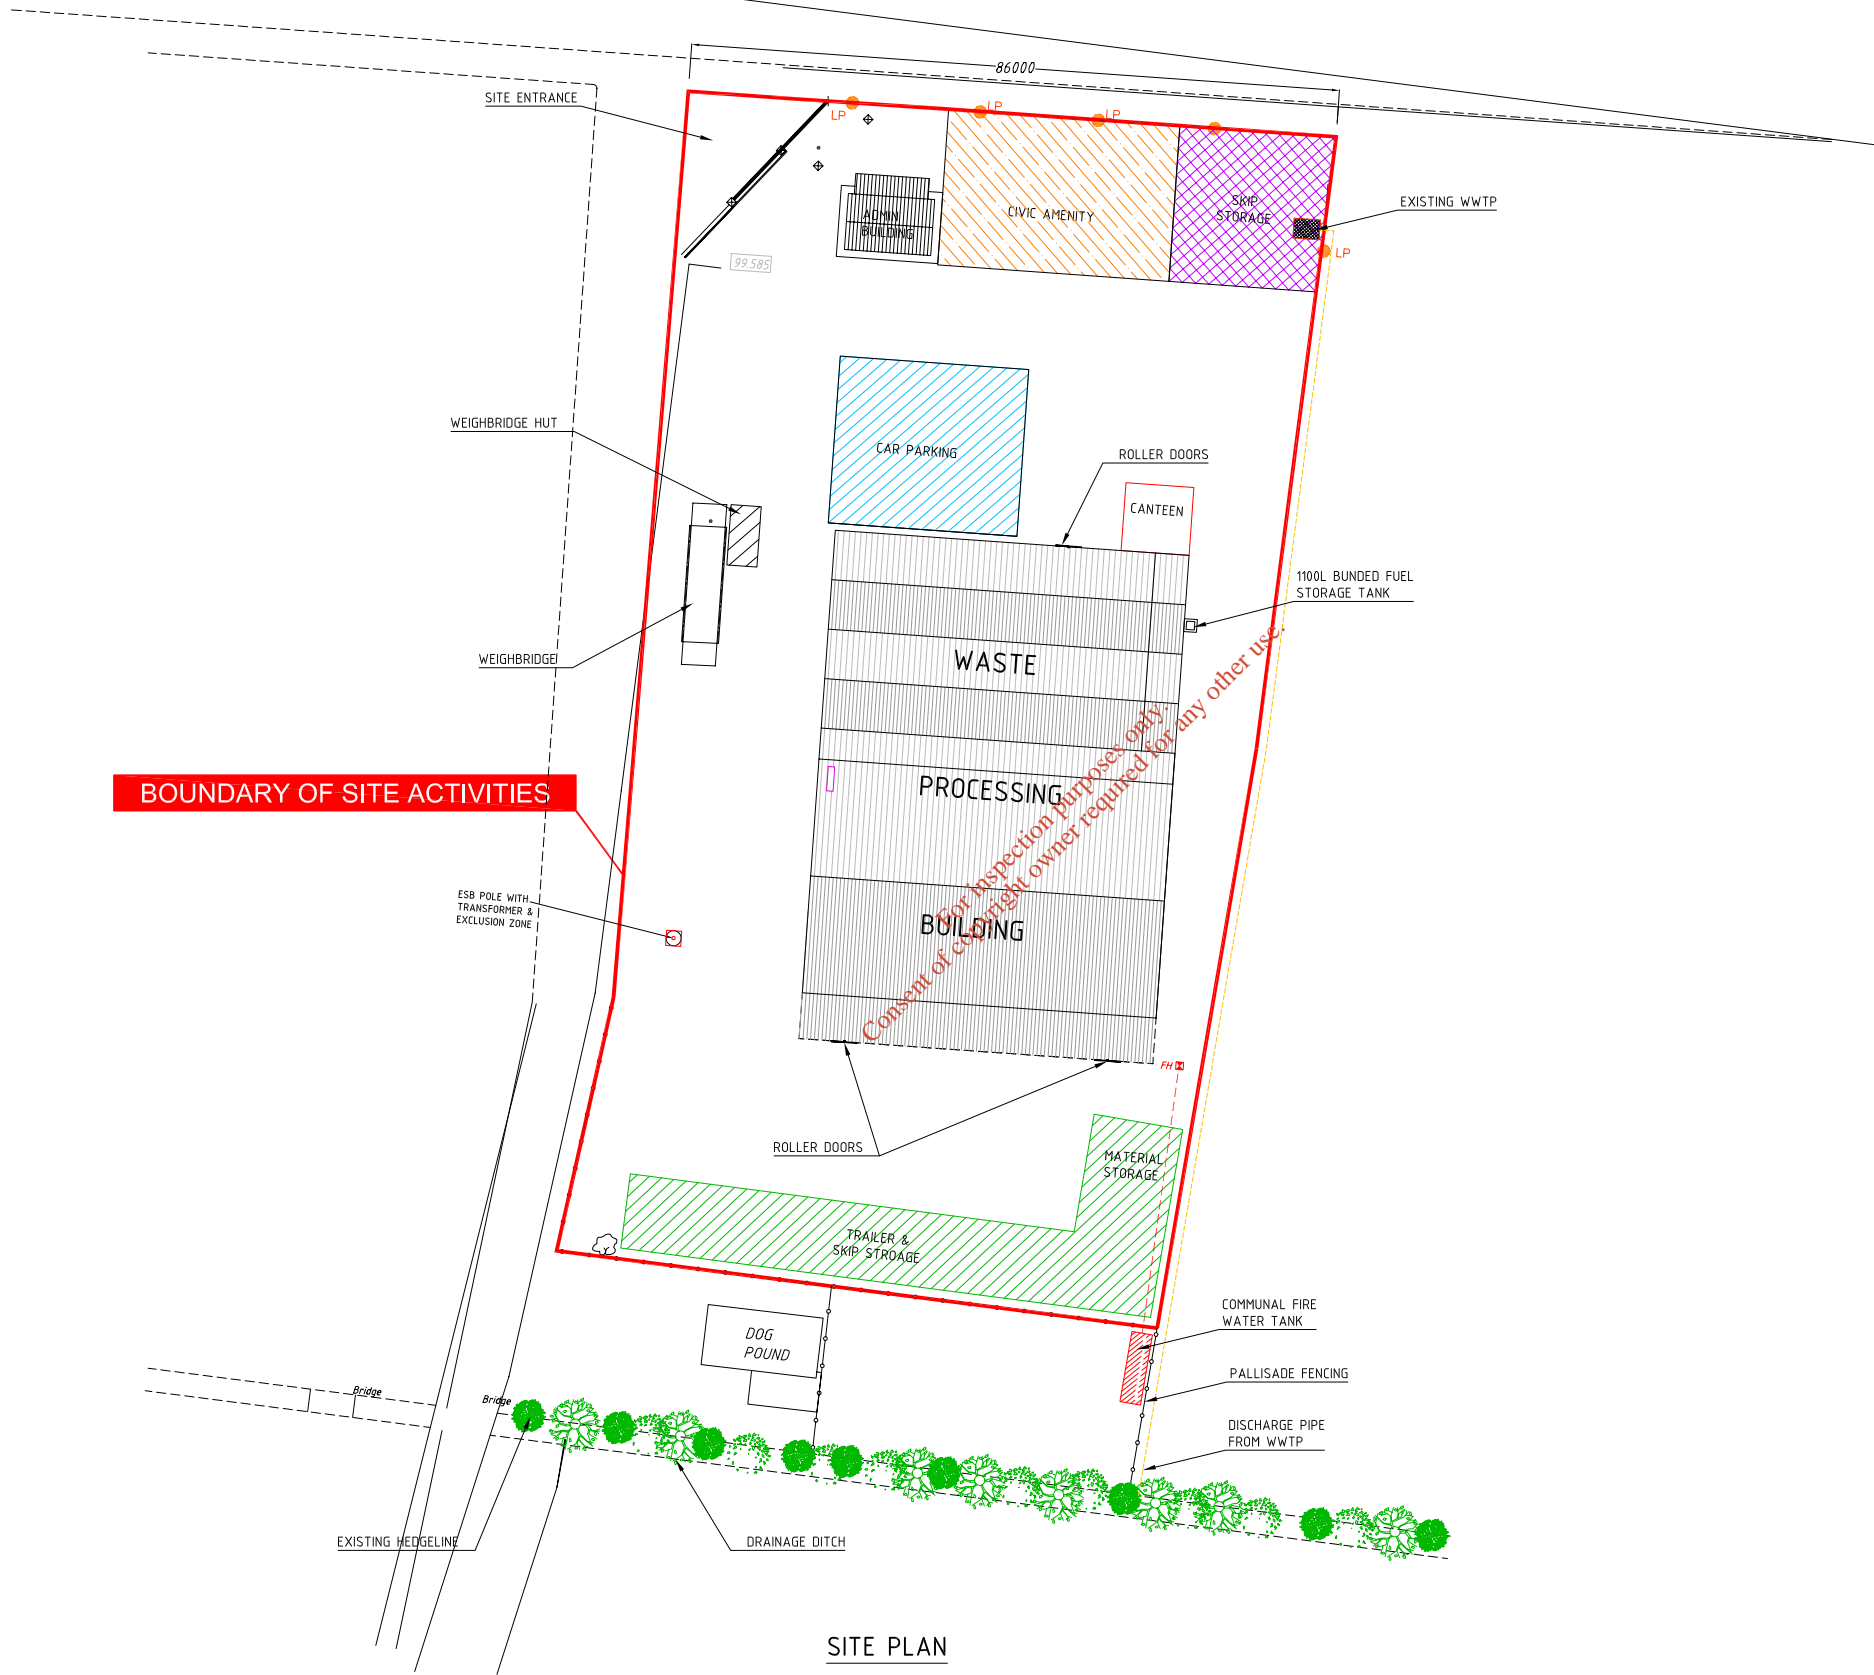 86000
SITE ENTRANCE
LP
LP
LP
ADMIN
BUILDING
CIVIC AMENITY
SKIP
STORAGE
EXISTING WWTP
LP
99.585
WEIGHBRIDGE HUT
CAR PARKING
ROLLER DOORS
CANTEEN
1100L BUNDED FUEL
STORAGE TANK
WEIGHBRIDGE
WASTE
PROCESSING
BUILDING
For inspection purposes only.
Consent of copyright owner required for any other use.
BOUNDARY OF SITE ACTIVITIES
ESB POLE WITH
TRANSFORMER &
EXCLUSION ZONE
FH
ROLLER DOORS
MATERIAL
STORAGE
TRAILER &
SKIP STROAGE
DOG
POUND
COMMUNAL FIRE
WATER TANK
PALLISADE FENCING
DISCHARGE PIPE
FROM WWTP
Bridge
Bridge
EXISTING HEDGELINE
DRAINAGE DITCH
SITE PLAN